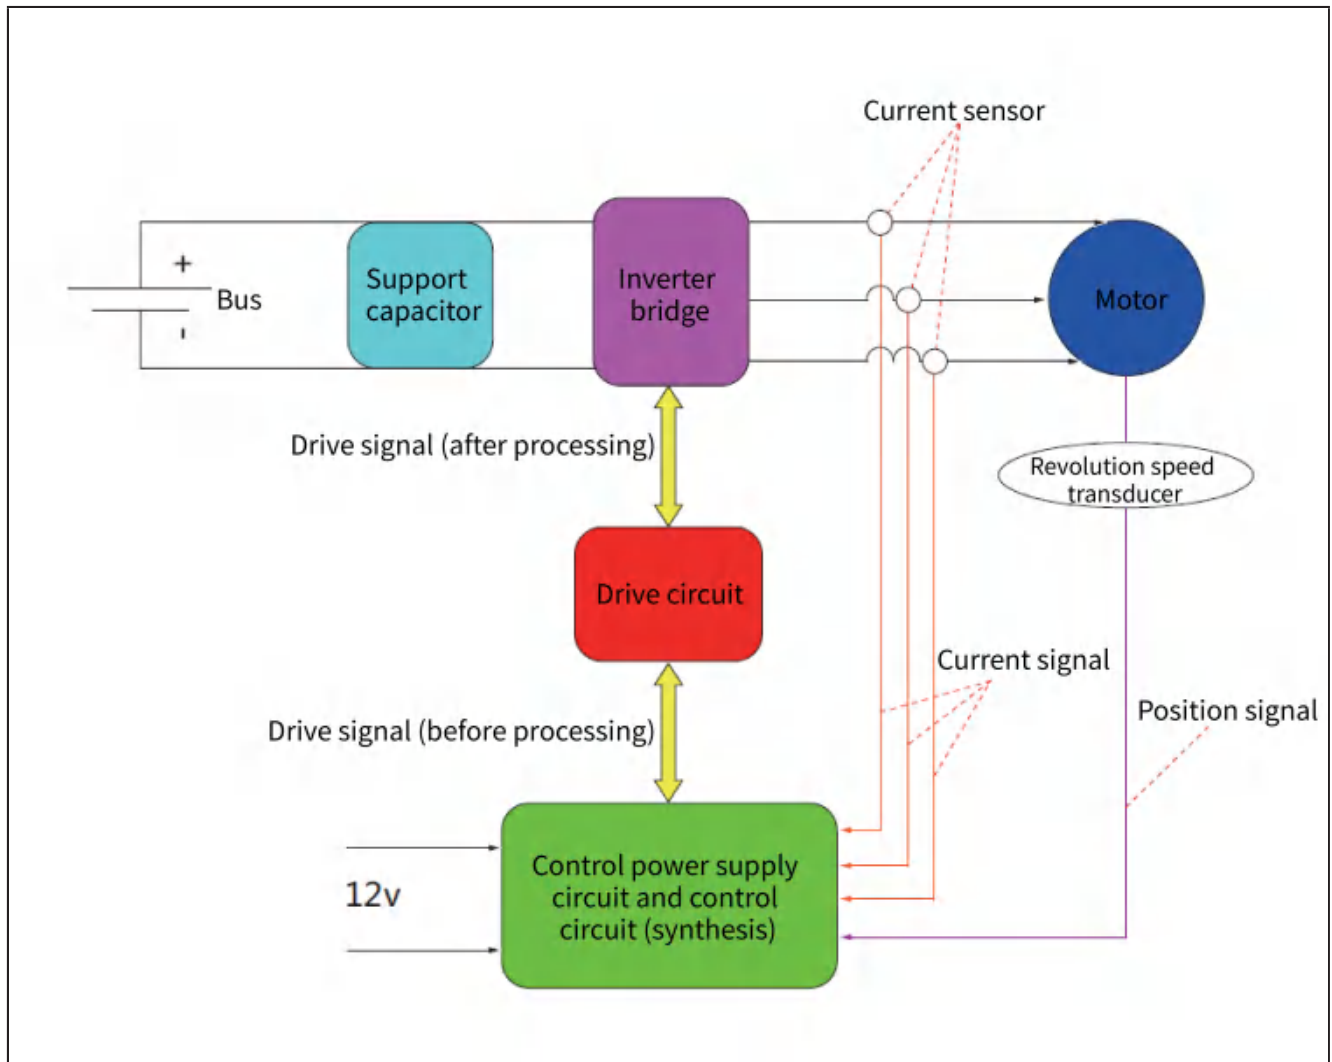 Current sensor
+
Bus
-
Support
capacitor
Inverter
bridge
Motor
Drive signal (after processing)
Revolution speed
transducer
Drive circuit
Current signal
Position signal
Drive signal (before processing)
12v
Control power supply
circuit and control
circuit (synthesis)